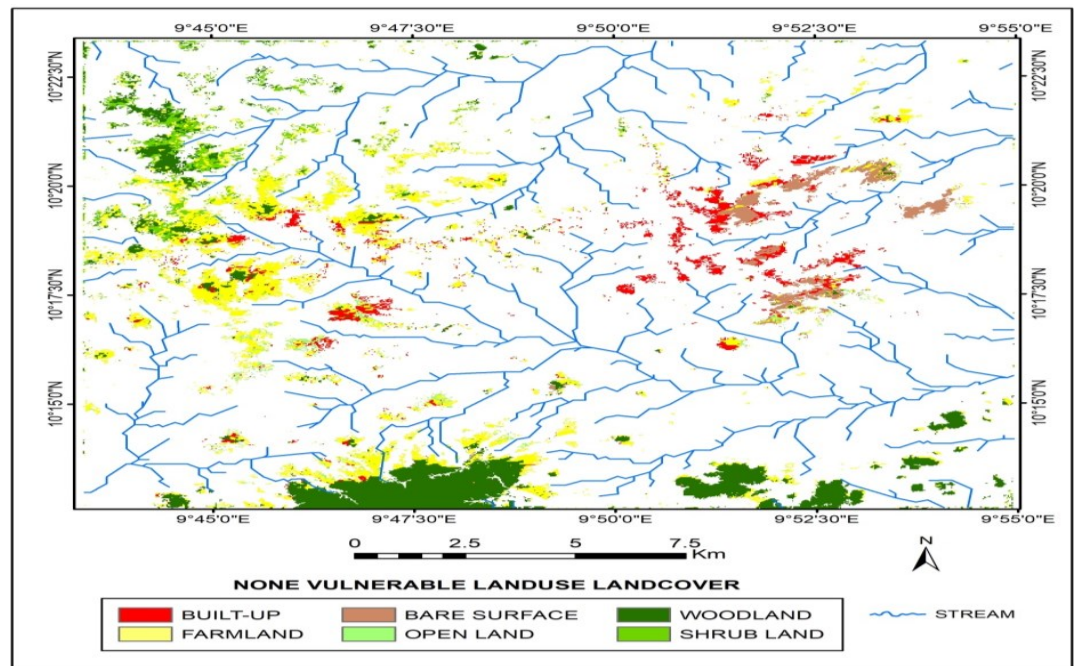 9°45'0"E 9°47'30"E 9°50'0"E 9°52'30"E 9°55'0"E
10°22'30"N 10°22'30"N
10°20'0"N 10°20'0"N
10°17'30"N 10°17'30"N
10°15'0"N 10°15'0"N
9°45'0"E 9°47'30"E 9°50'0"E 9°52'30"E 9°55'0"E
0 2.5 5 7.5
Km
N
NONE VULNERABLE LANDUSE LANDCOVER
BUILT-UP BARE SURFACE WOODLAND STREAM
FARMLAND OPEN LAND SHRUB LAND